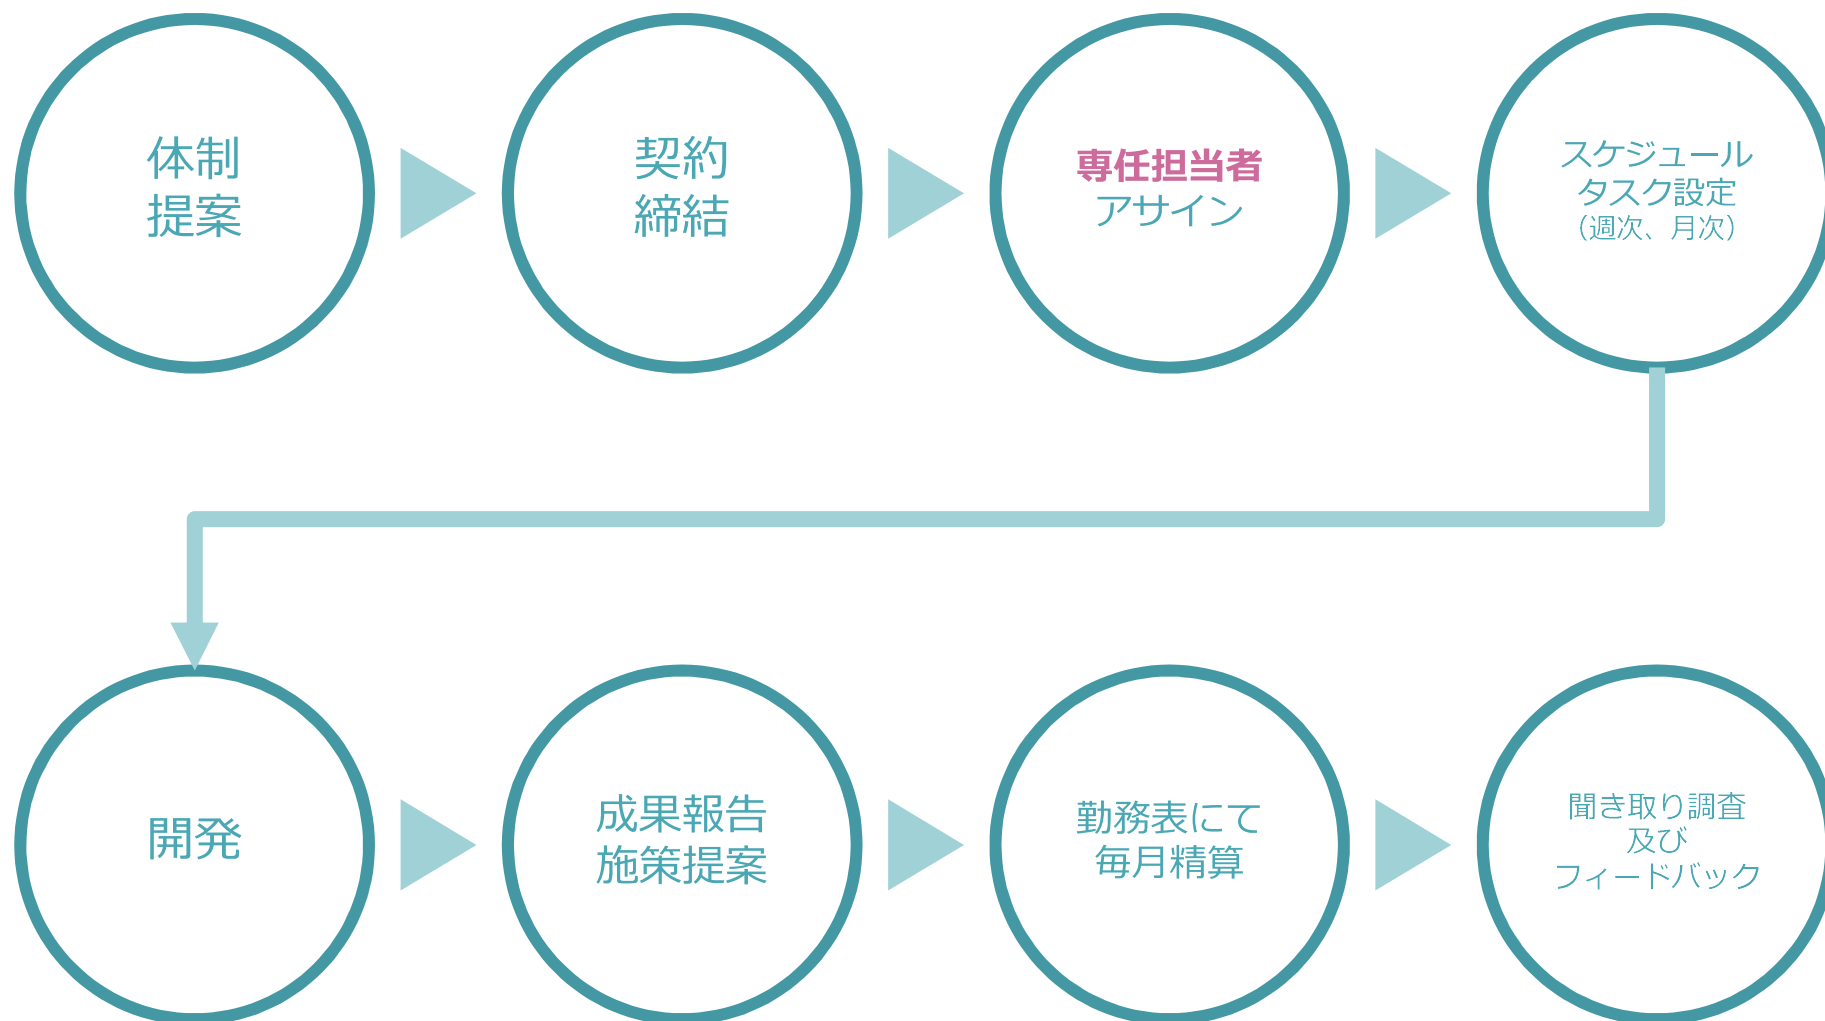 体制
提案
契約
締結
専任担当者
アサイン
スケジュール
タスク設定
（週次、月次）
開発
成果報告
施策提案
勤務表にて
毎月精算
聞き取り調査
及び
フィードバック